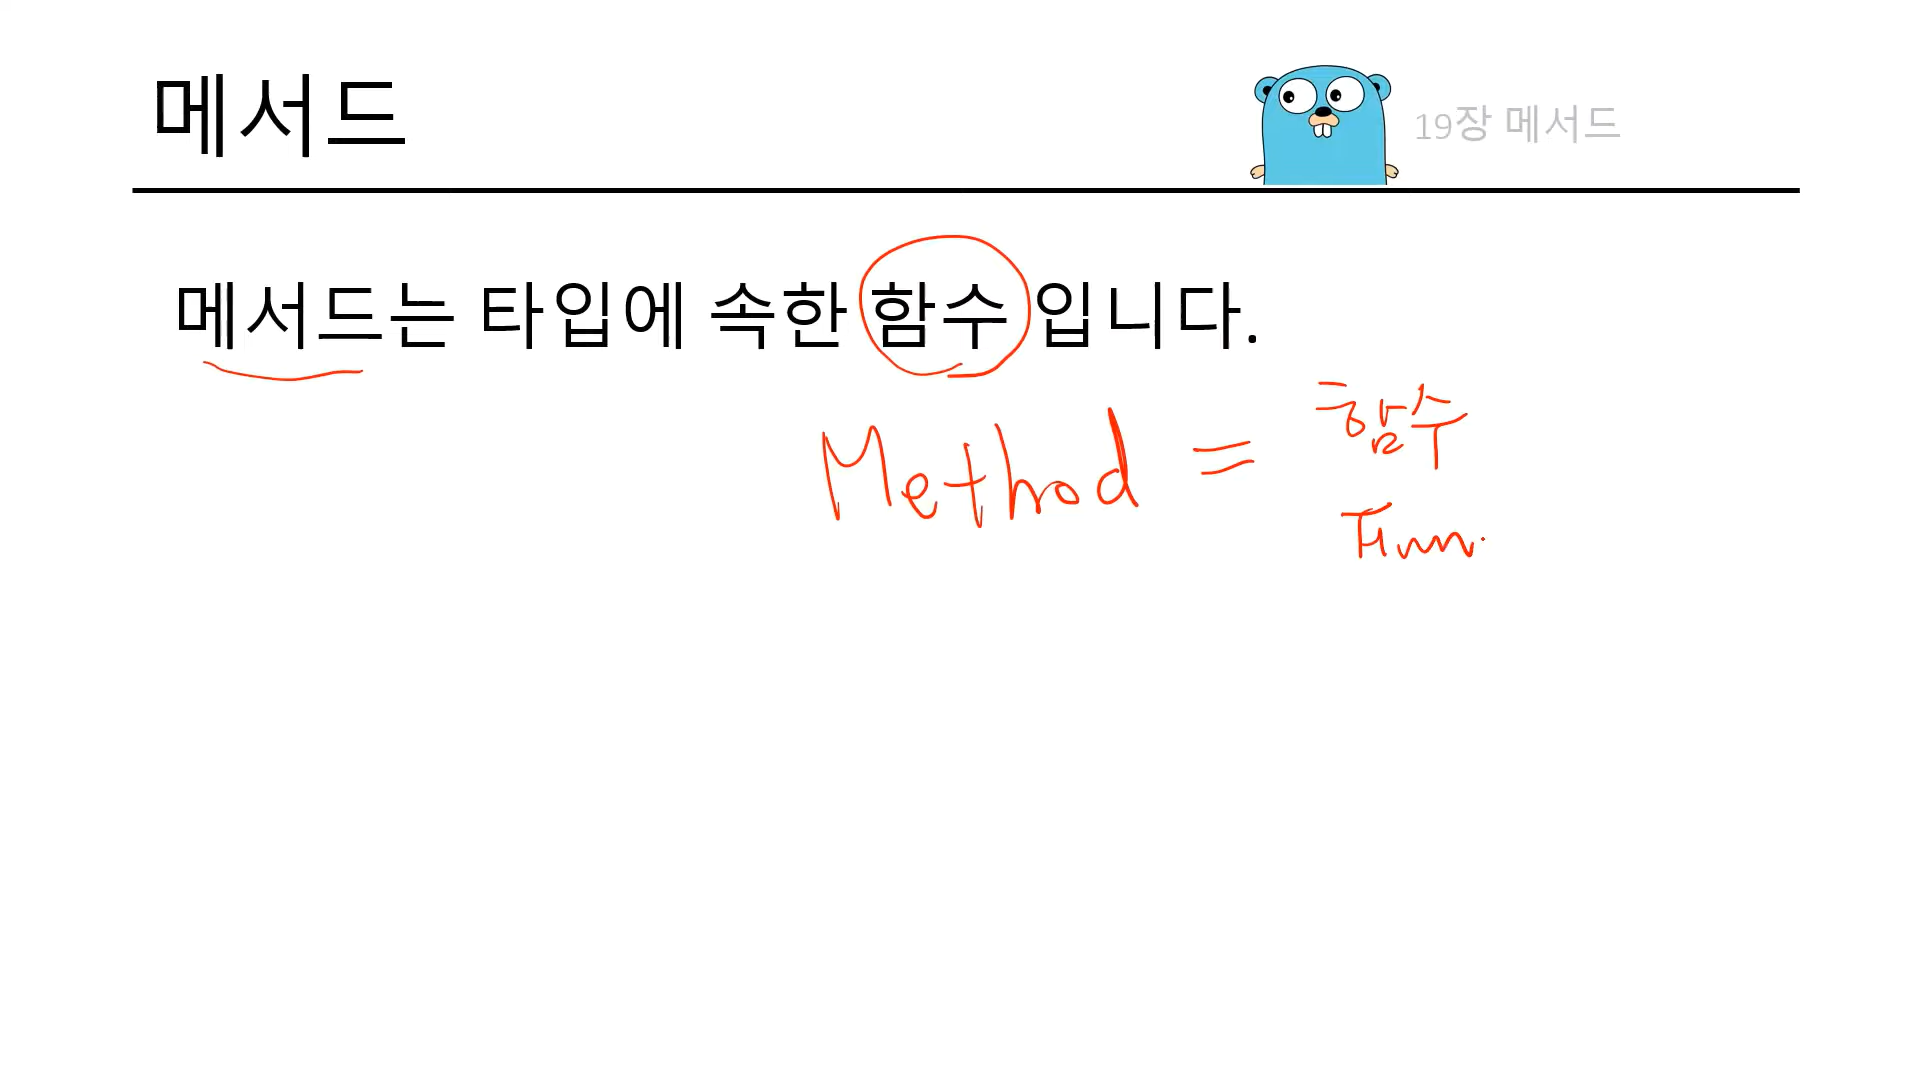 메서드
19장 메서드
메서드는 타입에 속한 함수 입니다.
Method = 함수